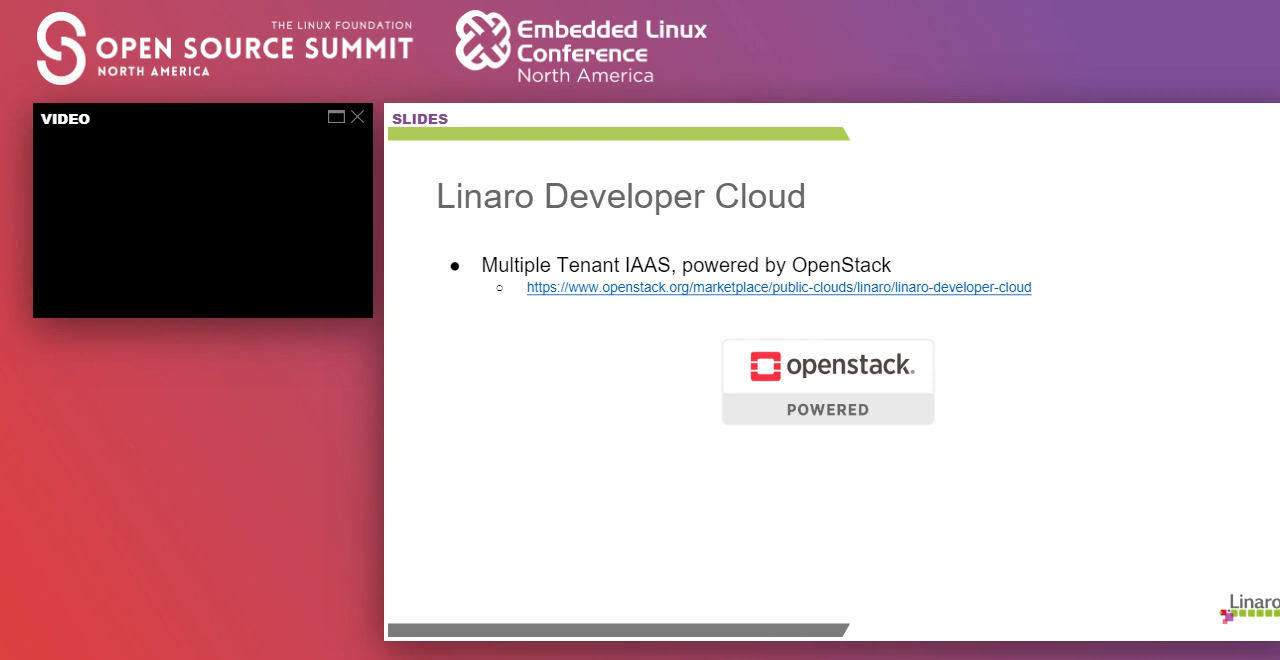 THE LINUX FOUNDATION
OPEN SOURCE SUMMIT
NORTH AMERICA
Embedded Linux
Conference
North America
VIDEO
SLIDES
Linaro Developer Cloud
● Multiple Tenant IAAS, powered by OpenStack
○ https://www.openstack.org/marketplace/public-clouds/linaro/linaro-developer-cloud
openstack.
POWERED
Linaro